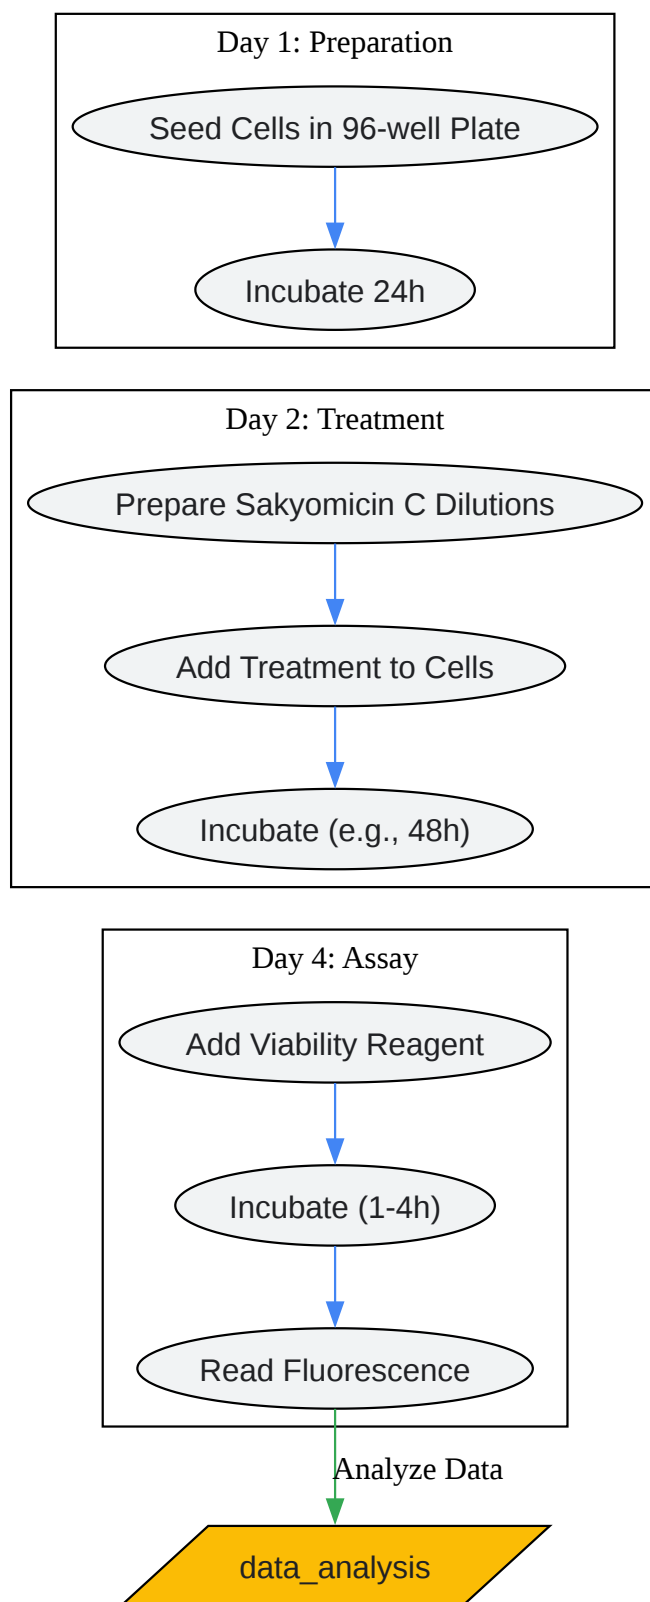 Day 1: Preparation
Seed Cells in 96-well Plate
Incubate 24h
Day 2: Treatment
Prepare Sakyomicin C Dilutions
Add Treatment to Cells
Incubate (e.g., 48h)
Day 4: Assay
Add Viability Reagent
Incubate (1-4h)
Read Fluorescence
Analyze Data
data_analysis